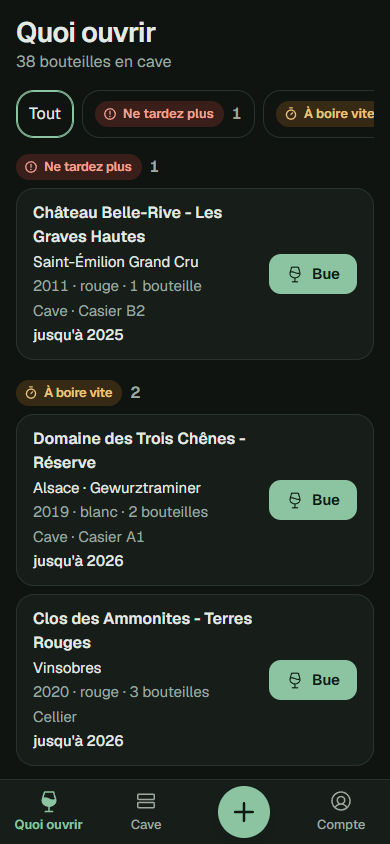 Quoi ouvrir
38 bouteilles en cave
Tout
Ne tardez plus 1
À boire vite
Ne tardez plus 1
Château Belle-Rive - Les
Graves Hautes
Saint-Émilion Grand Cru
2011 · rouge · 1 bouteille
Cave · Casier B2
jusqu'à 2025
Bue
À boire vite 2
Domaine des Trois Chênes -
Réserve
Alsace · Gewurztraminer
2019 · blanc · 2 bouteilles
Cave · Casier A1
jusqu'à 2026
Bue
Clos des Ammonites - Terres
Rouges
Vinsobres
2020 · rouge · 3 bouteilles
Cellier
jusqu'à 2026
Bue
Quoi ouvrir
Cave
Compte